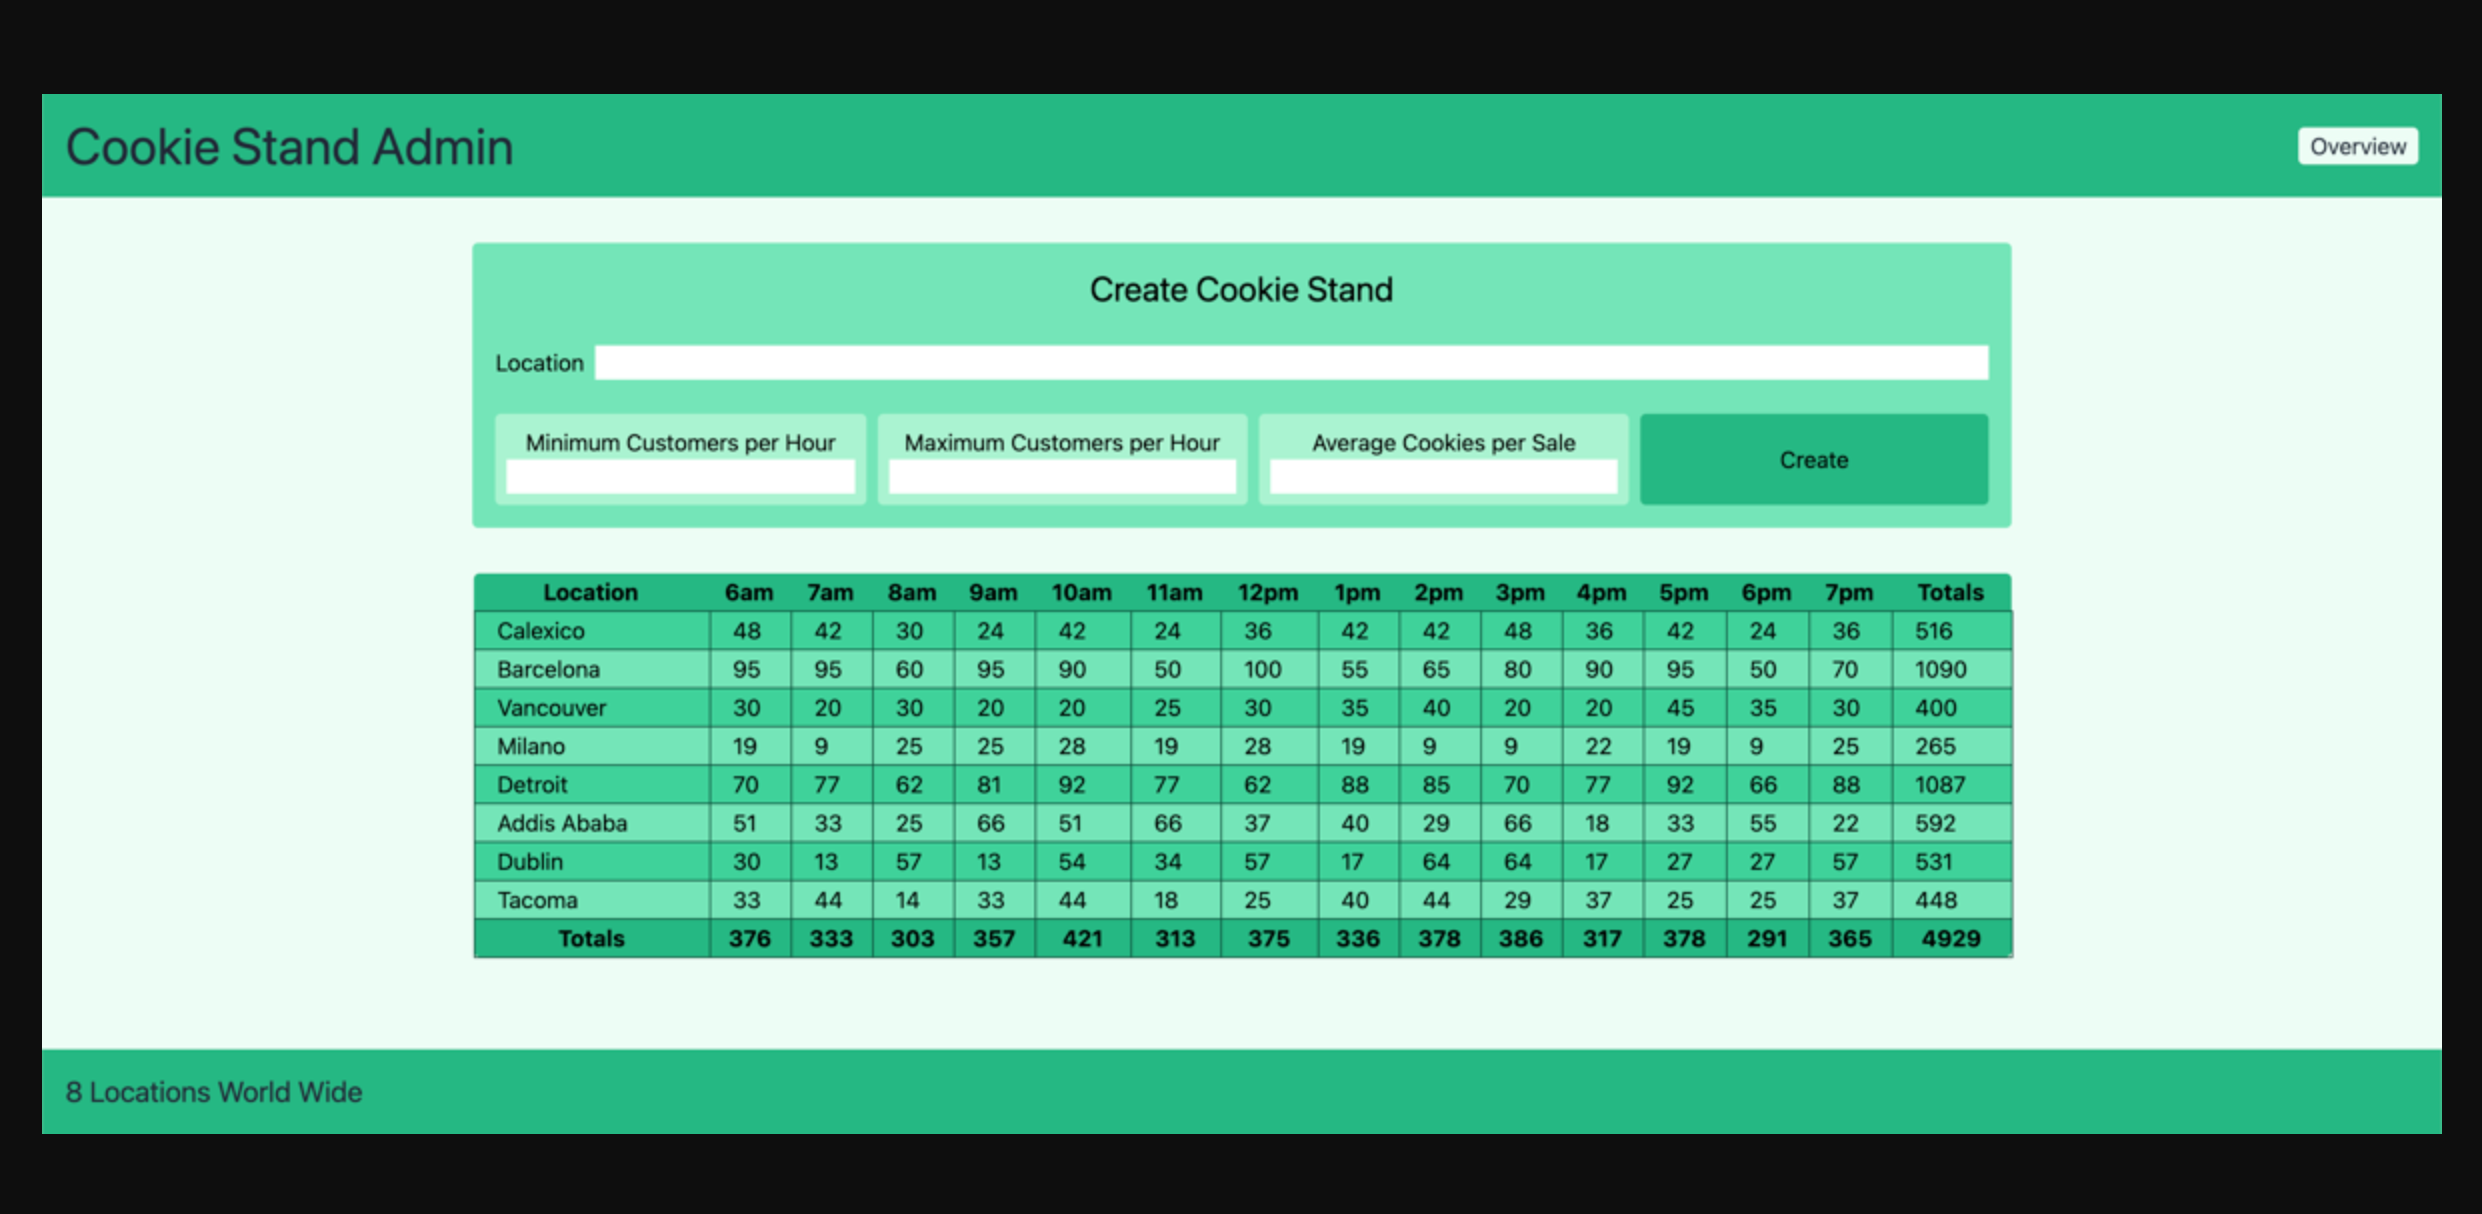 Cookie Stand Admin
Overview
Create Cookie Stand
Location
Minimum Customers per Hour Maximum Customers per Hour Average Cookies per Sale Create
Location 6am 7am 8am 9am 10am 11am 12pm 1pm 2pm 3pm 4pm 5pm 6pm 7pm Totals
Calexico 48 42 30 24 42 24 36 42 42 48 36 42 24 36 516
Barcelona 95 95 60 95 90 50 100 55 65 80 90 95 50 70 1090
Vancouver 30 20 30 20 20 25 30 35 40 20 20 45 35 30 400
Milano 19 9 25 25 28 19 28 19 9 9 22 19 9 25 265
Detroit 70 77 62 81 92 77 62 88 85 70 77 92 66 88 1087
Addis Ababa 51 33 25 66 51 66 37 40 29 66 18 33 55 22 592
Dublin 30 13 57 13 54 34 57 17 64 64 17 27 27 57 531
Tacoma 33 44 14 33 44 18 25 40 44 29 37 25 25 37 448
Totals 376 333 303 357 421 313 375 336 378 386 317 378 291 365 4929
8 Locations World Wide